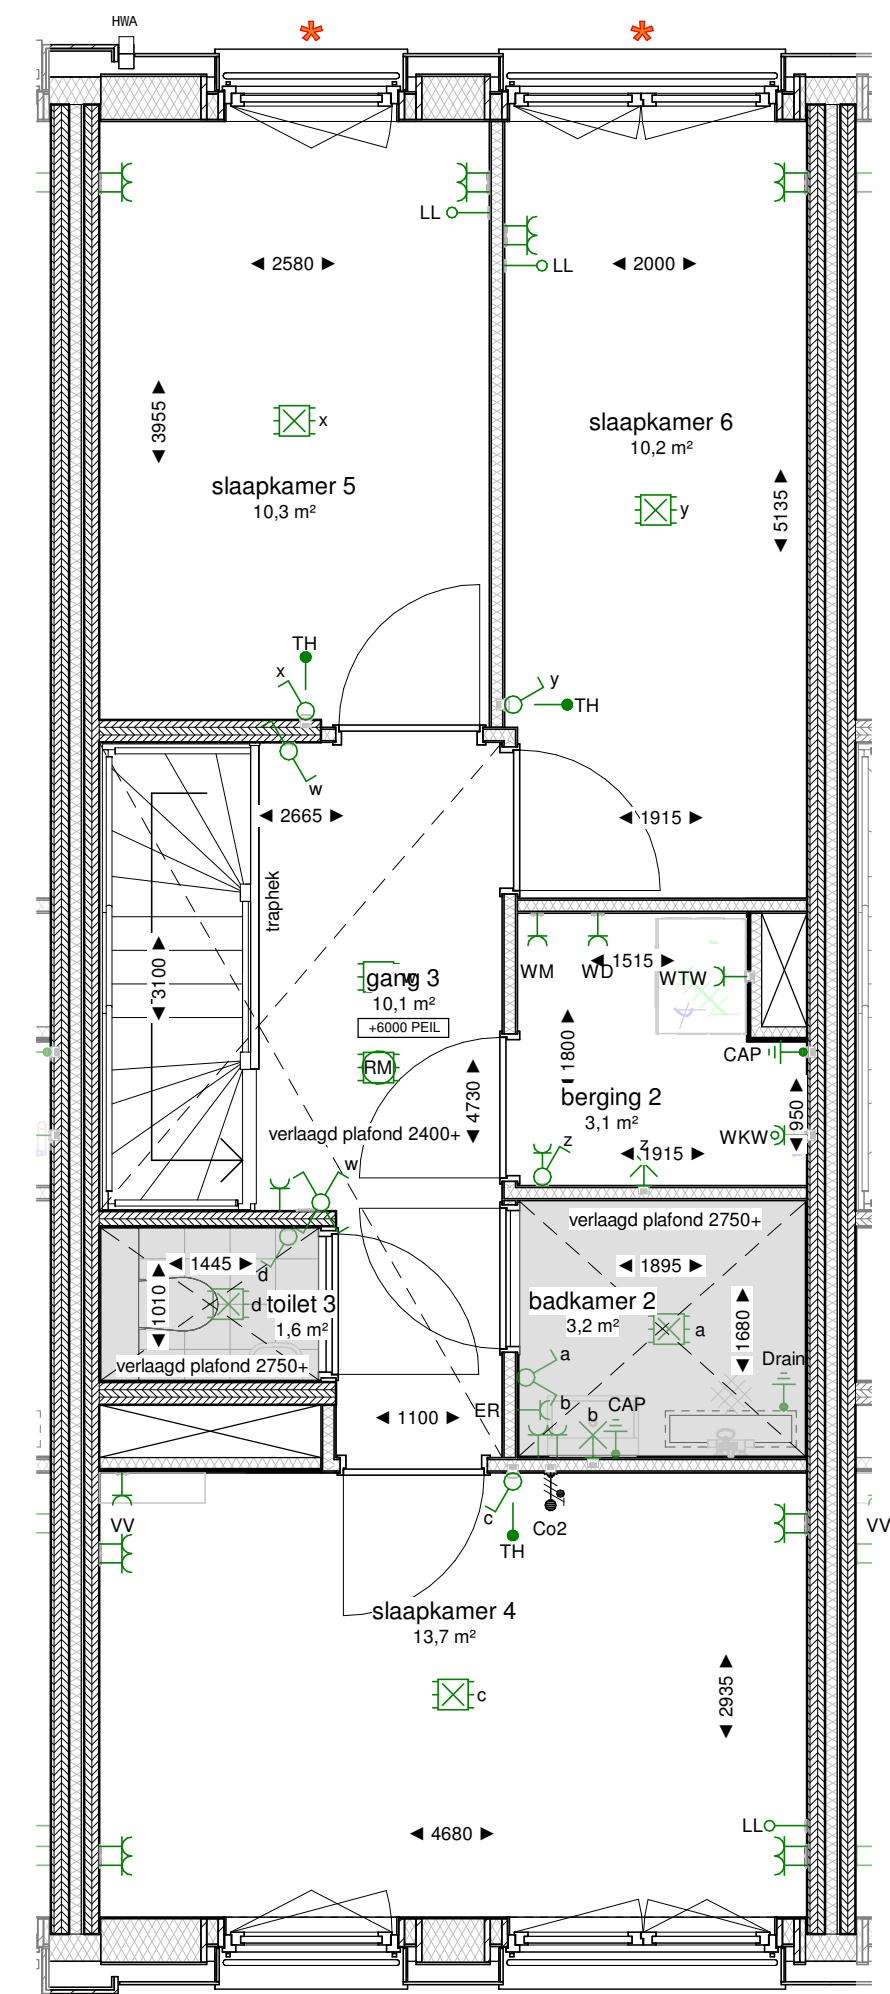 HWA
*
*
LL
LL
2580
2000
3955
x
slaapkamer 6
10,2 m²
slaapkamer 5
10,3 m²
5135
y
TH
x
y
TH
w
2665
1915
traphek
3100
WM
WD
1515
WTW
w
gang 3
10,1 m²
+6000 PEIL
RM
1800
CAP
4730
berging 2
3,1 m²
950
verlaagd plafond 2400+
WKW
z
z
1915
w
verlaagd plafond 2750+
1445
d
1895
1010
d
toilet 3
1,6 m²
badkamer 2
3,2 m²
1680
a
verlaagd plafond 2750+
a
Drain
b
CAP
ER
b
1100
VV
c
Co2
TH
VV
slaapkamer 4
13,7 m²
c
2935
LL
4680